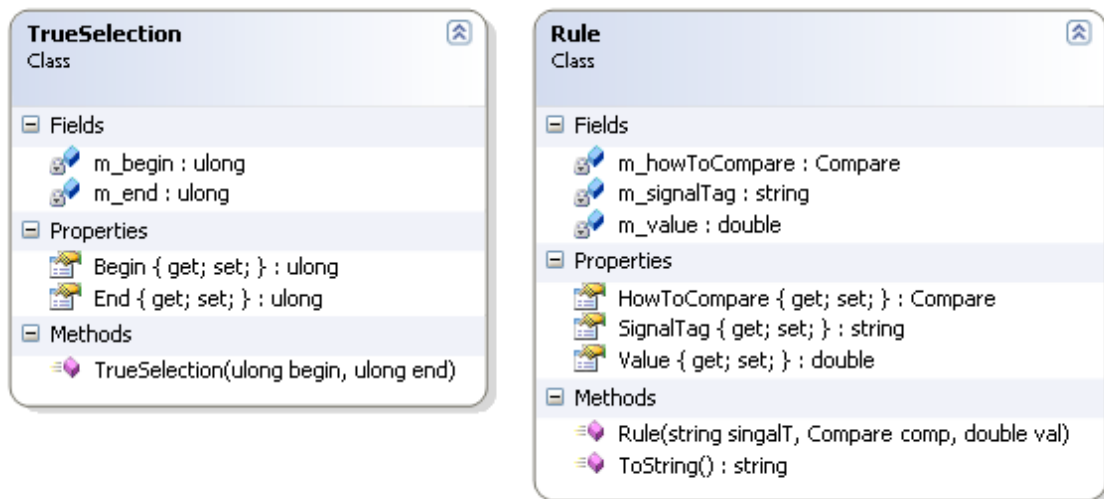 TrueSelection
Class
Fields
m_begin : ulong
m_end : ulong
Properties
Begin { get; set; } : ulong
End { get; set; } : ulong
Methods
TrueSelection(ulong begin, ulong end)
Rule
Class
Fields
m_howToCompare : Compare
m_signalTag : string
m_value : double
Properties
HowToCompare { get; set; } : Compare
SignalTag { get; set; } : string
Value { get; set; } : double
Methods
Rule(string singalT, Compare comp, double val)
ToString() : string